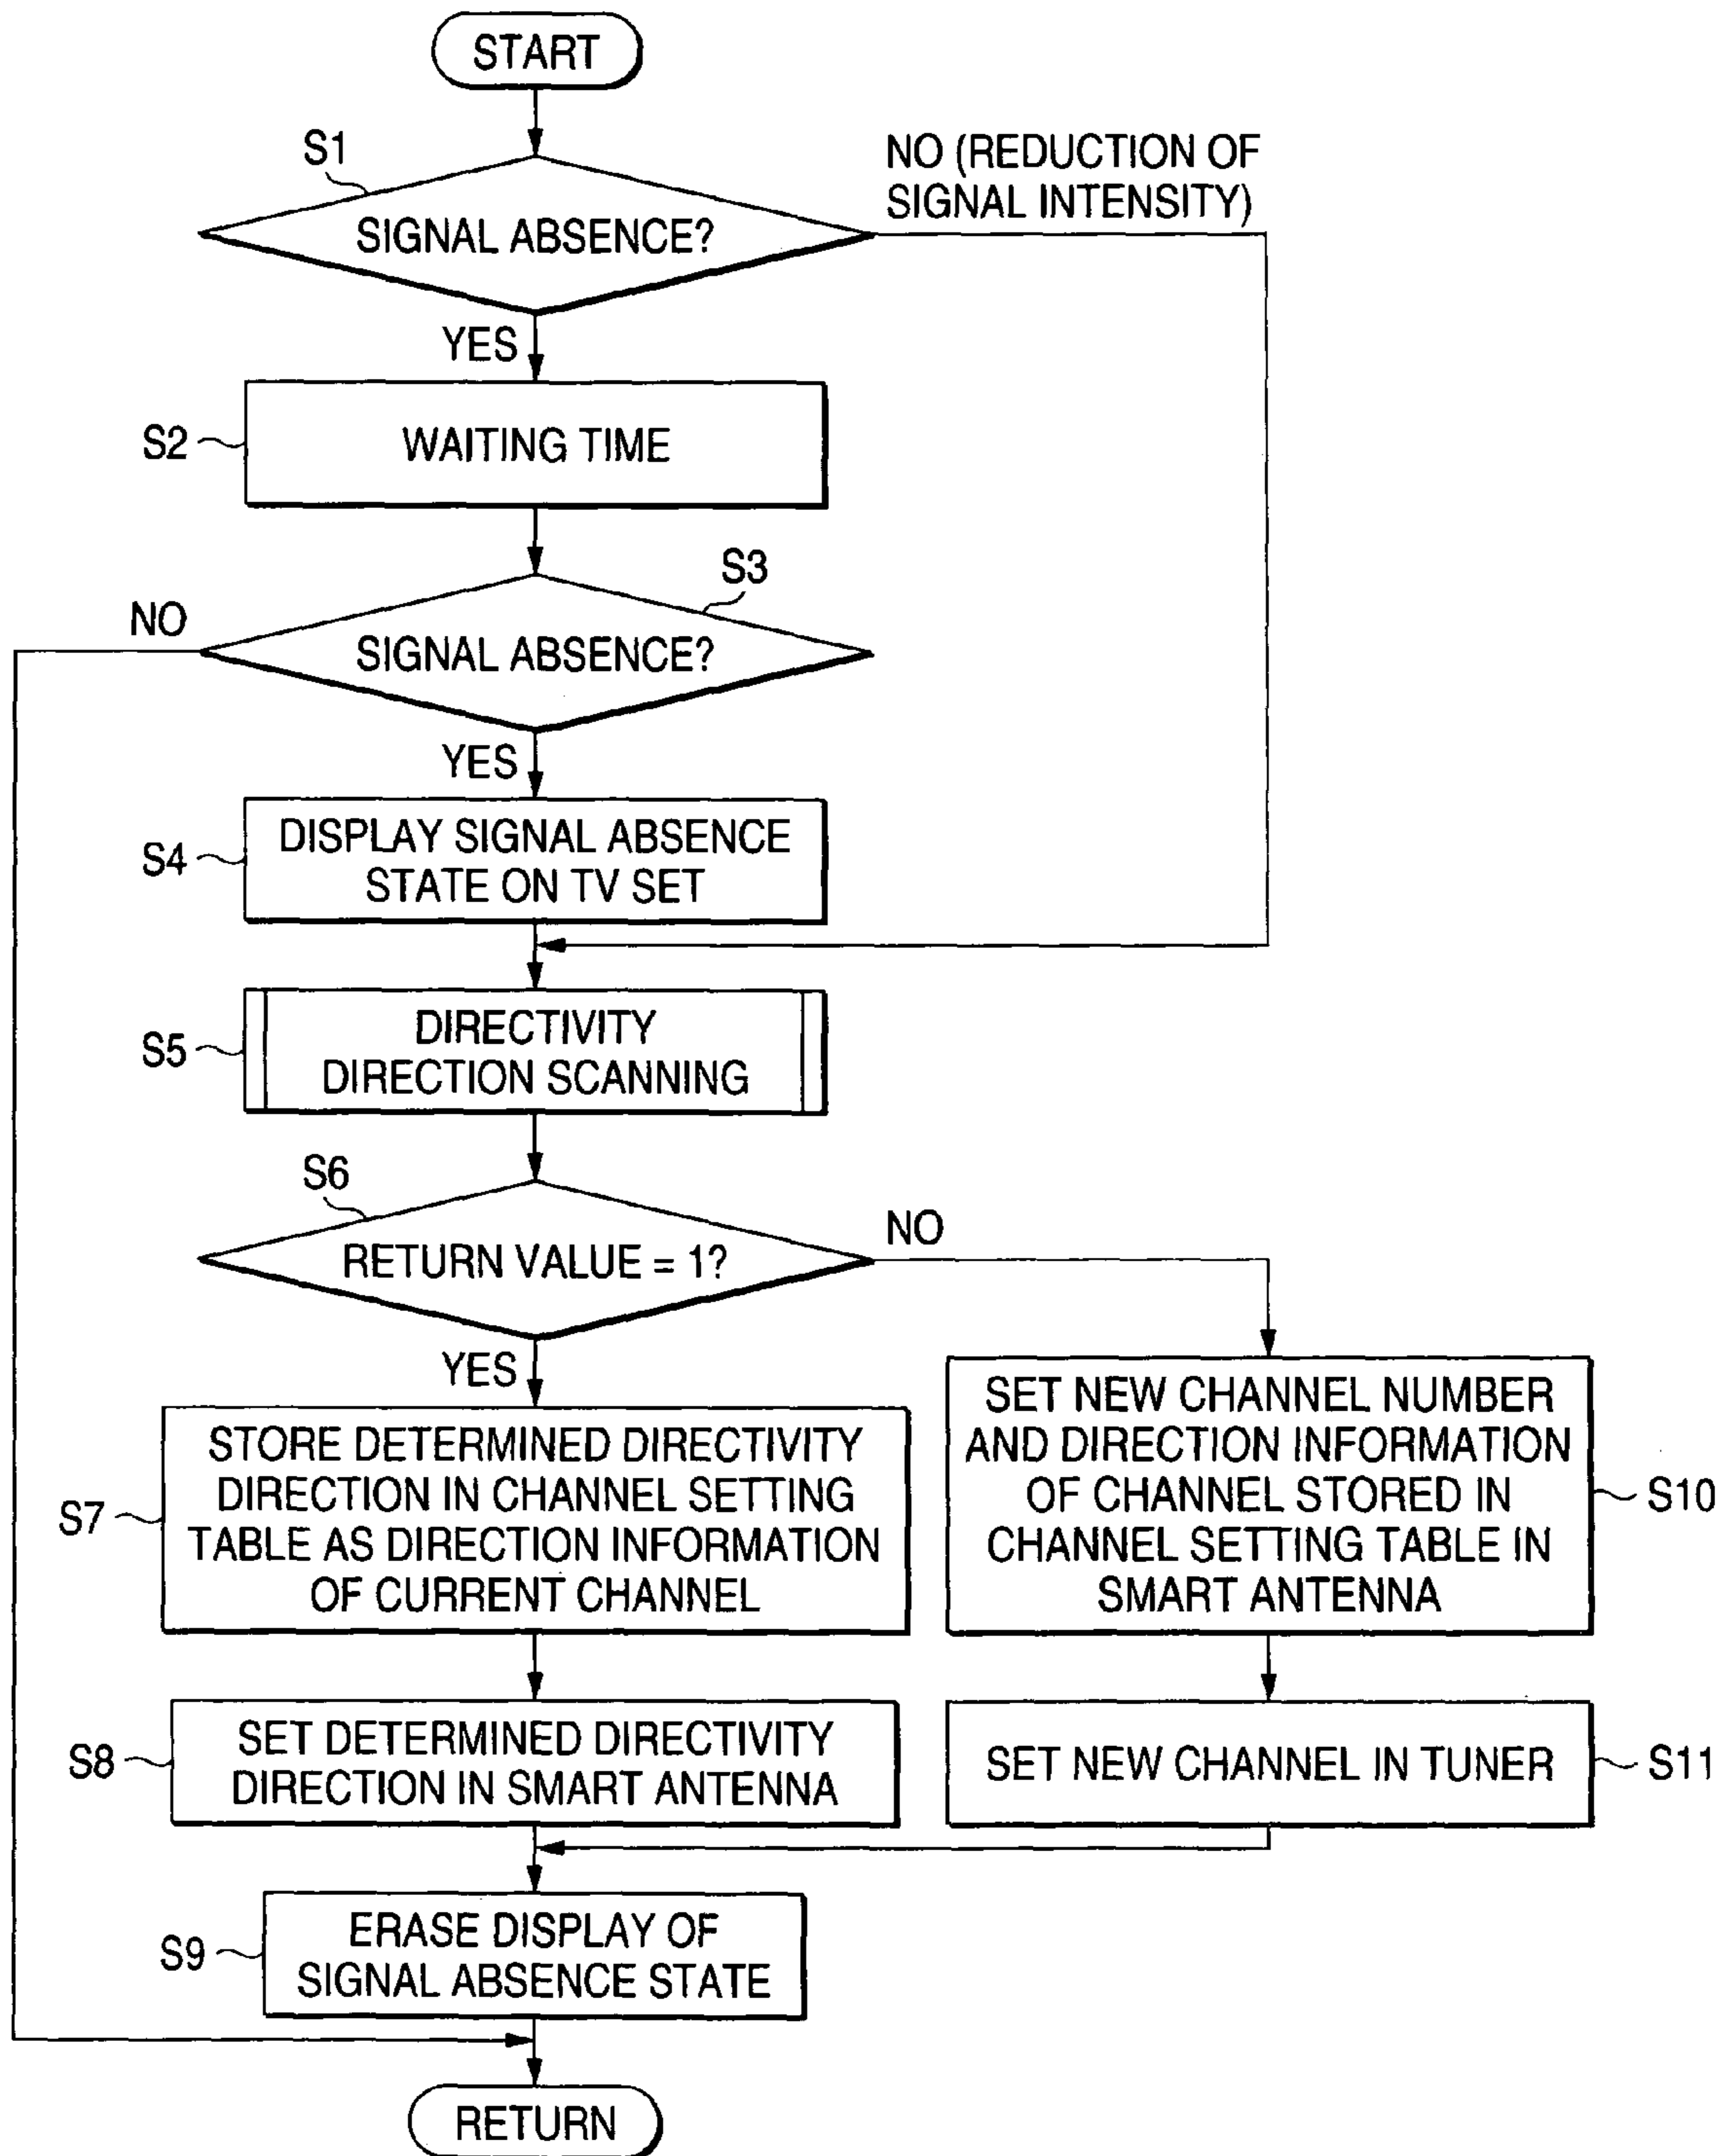 START
S1
NO (REDUCTION OF
SIGNAL INTENSITY)
SIGNAL ABSENCE?
YES
S2
WAITING TIME
S3
NO
SIGNAL ABSENCE?
YES
S4
DISPLAY SIGNAL ABSENCE
STATE ON TV SET
S5
DIRECTIVITY
DIRECTION SCANNING
S6
NO
RETURN VALUE = 1?
YES
S7
STORE DETERMINED DIRECTIVITY
DIRECTION IN CHANNEL SETTING
TABLE AS DIRECTION INFORMATION
OF CURRENT CHANNEL
SET NEW CHANNEL NUMBER
AND DIRECTION INFORMATION
OF CHANNEL STORED IN
CHANNEL SETTING TABLE IN
SMART ANTENNA
S10
S8
SET DETERMINED DIRECTIVITY
DIRECTION IN SMART ANTENNA
SET NEW CHANNEL IN TUNER
S11
S9
ERASE DISPLAY OF
SIGNAL ABSENCE STATE
RETURN